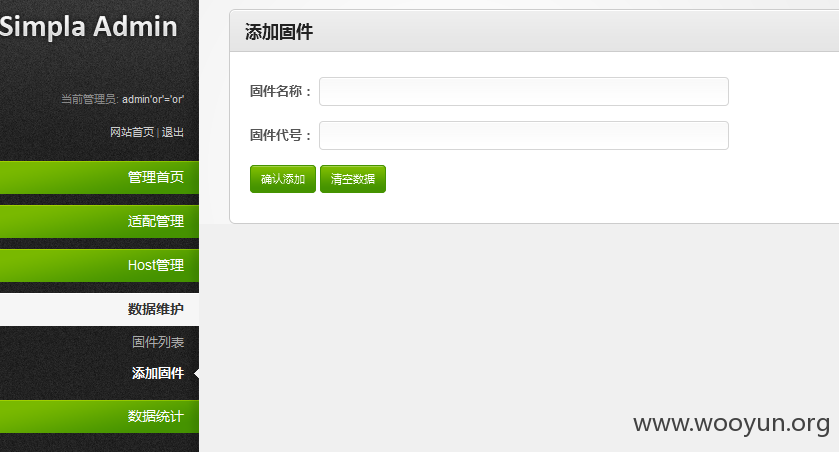 Simpla Admin
当前管理员: admin'or'='or'
网站首页 | 退出
管理首页
适配管理
Host管理
数据维护
固件列表
添加固件
数据统计
添加固件
固件名称：
固件代号：
确认添加 清空数据
www.wooyun.org